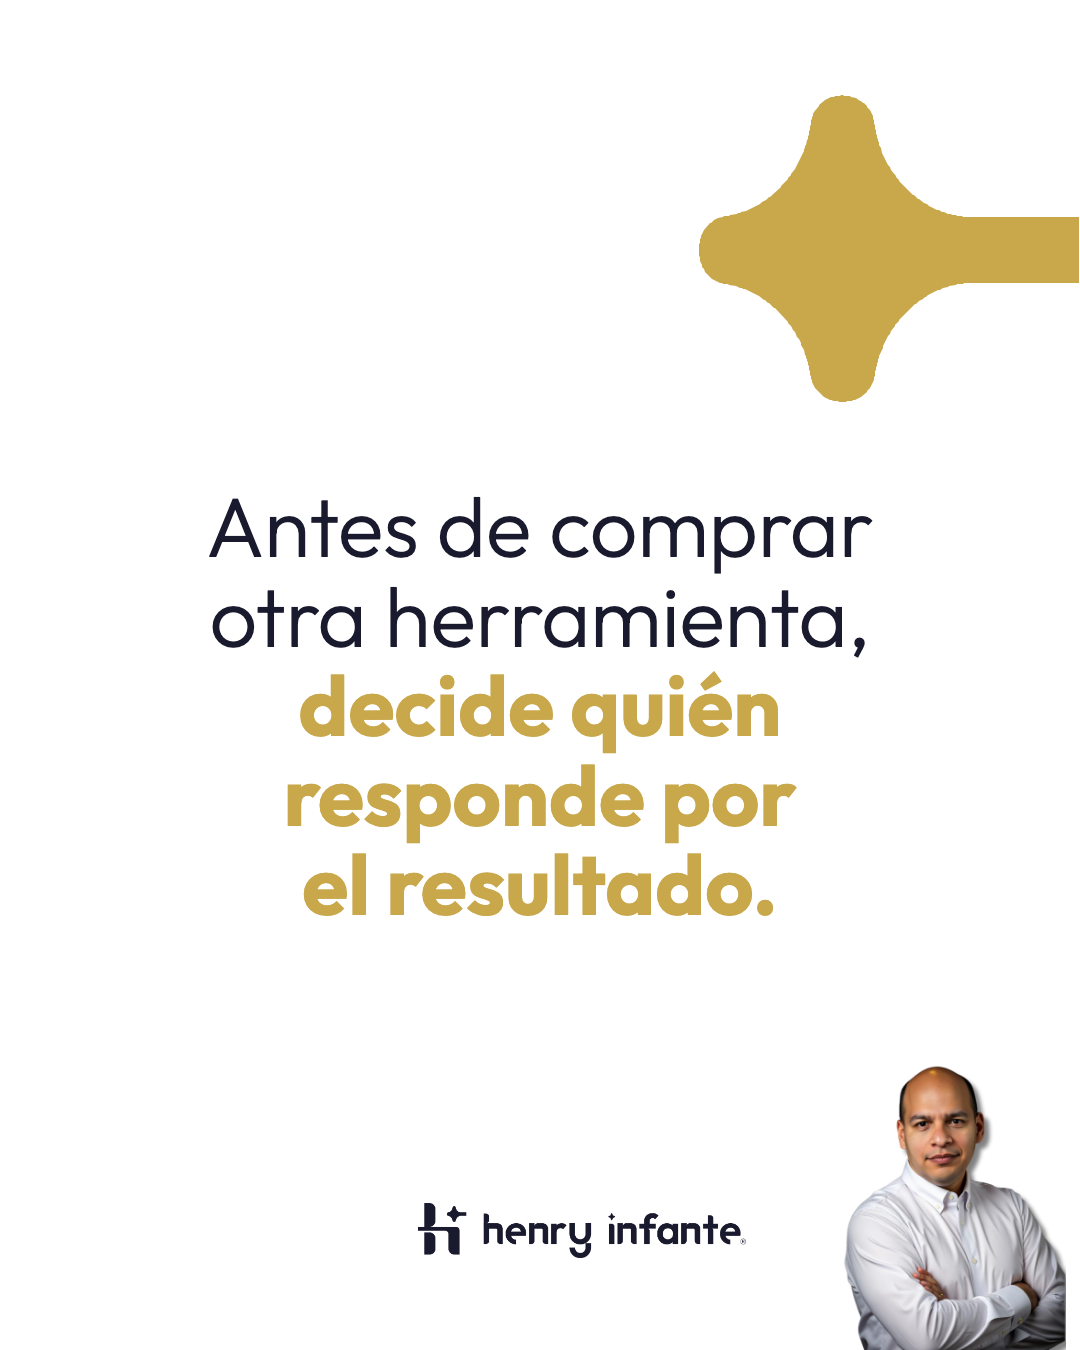 Antes de comprar
otra herramienta,
decide quién
responde por
el resultado.
henry infante®